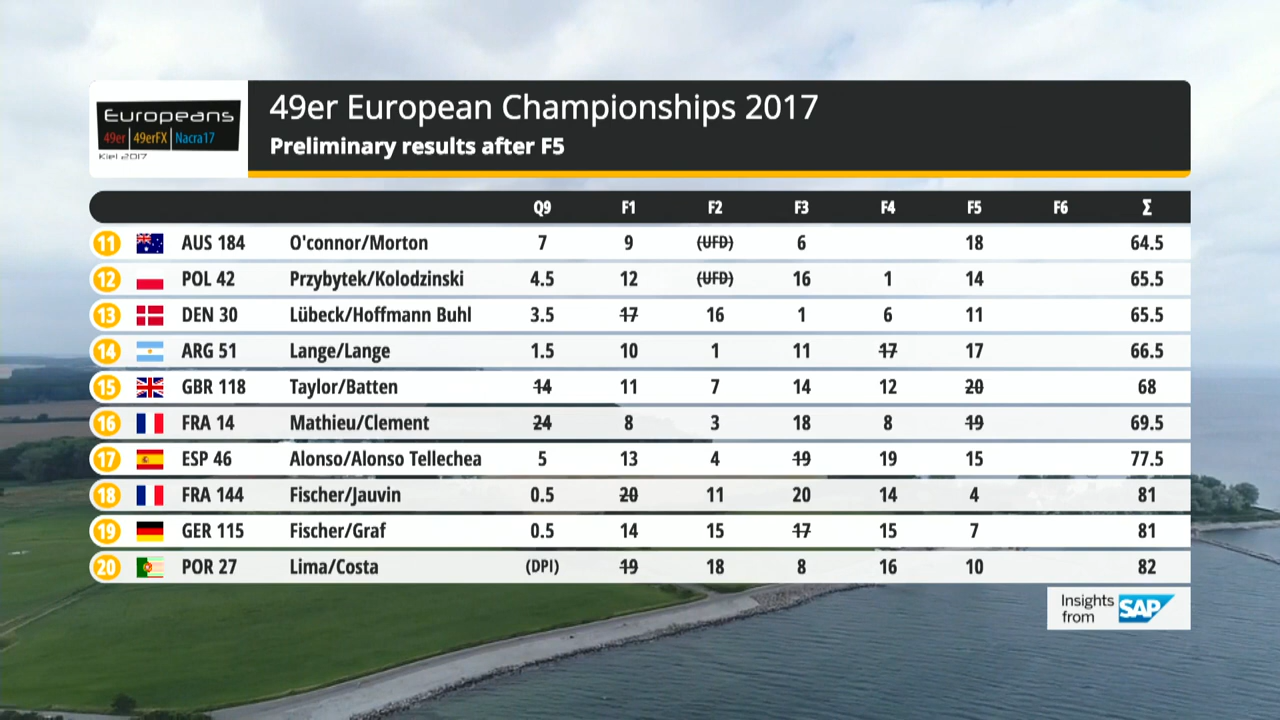 Europeans
49er | 49erFX | Nacra17
Kiel 2017
49er European Championships 2017
Preliminary results after F5
Q9 F1 F2 F3 F4 F5 F6 Σ
11 AUS 184 O'connor/Morton 7 9 (UFD) 6 18 64.5
12 POL 42 Przybytek/Kolodzinski 4.5 12 (UFD) 16 1 14 65.5
13 DEN 30 Lübeck/Hoffmann Buhl 3.5 17 16 1 6 11 65.5
14 ARG 51 Lange/Lange 1.5 10 1 11 17 17 66.5
15 GBR 118 Taylor/Batten 14 11 7 14 12 20 68
16 FRA 14 Mathieu/Clement 24 8 3 18 8 19 69.5
17 ESP 46 Alonso/Alonso Tellechea 5 13 4 19 19 15 77.5
18 FRA 144 Fischer/Jauvin 0.5 20 11 20 14 4 81
19 GER 115 Fischer/Graf 0.5 14 15 17 15 7 81
20 POR 27 Lima/Costa (DPI) 19 18 8 16 10 82
Insights
from SAP